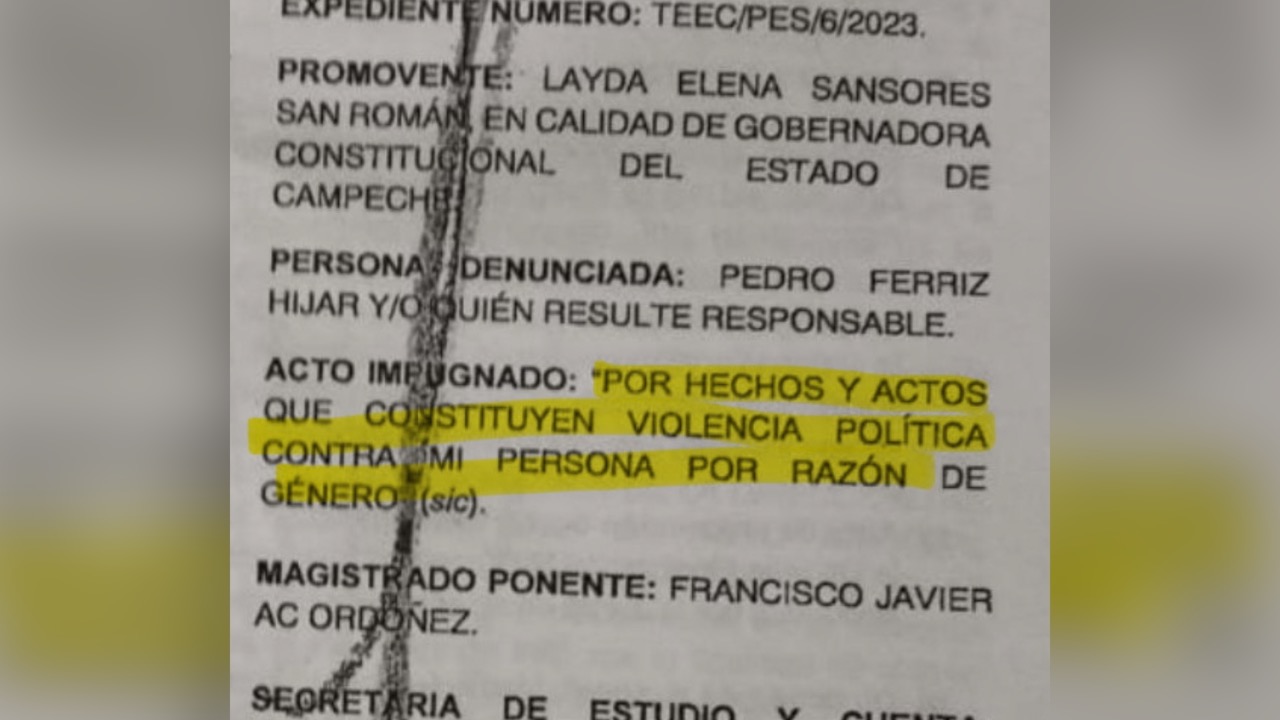 EXPEDIENTE NÚMERO: TEEC/PES/6/2023.
PROMOVENTE: LAYDA ELENA SANSORES
SAN ROMÁN, EN CALIDAD DE GOBERNADORA
CONSTITUCIONAL DEL ESTADO DE
CAMPECHE.
PERSONA DENUNCIADA: PEDRO FERRIZ
HIJAR Y/O QUIÉN RESULTE RESPONSABLE.
ACTO IMPUGNADO: "POR HECHOS Y ACTOS
QUE CONSTITUYEN VIOLENCIA POLÍTICA
CONTRA MI PERSONA POR RAZÓN DE
GÉNERO" (sic).
MAGISTRADO PONENTE: FRANCISCO JAVIER
AC ORDOÑEZ.
SECRETARIA DE ESTUDIO Y CUENTA